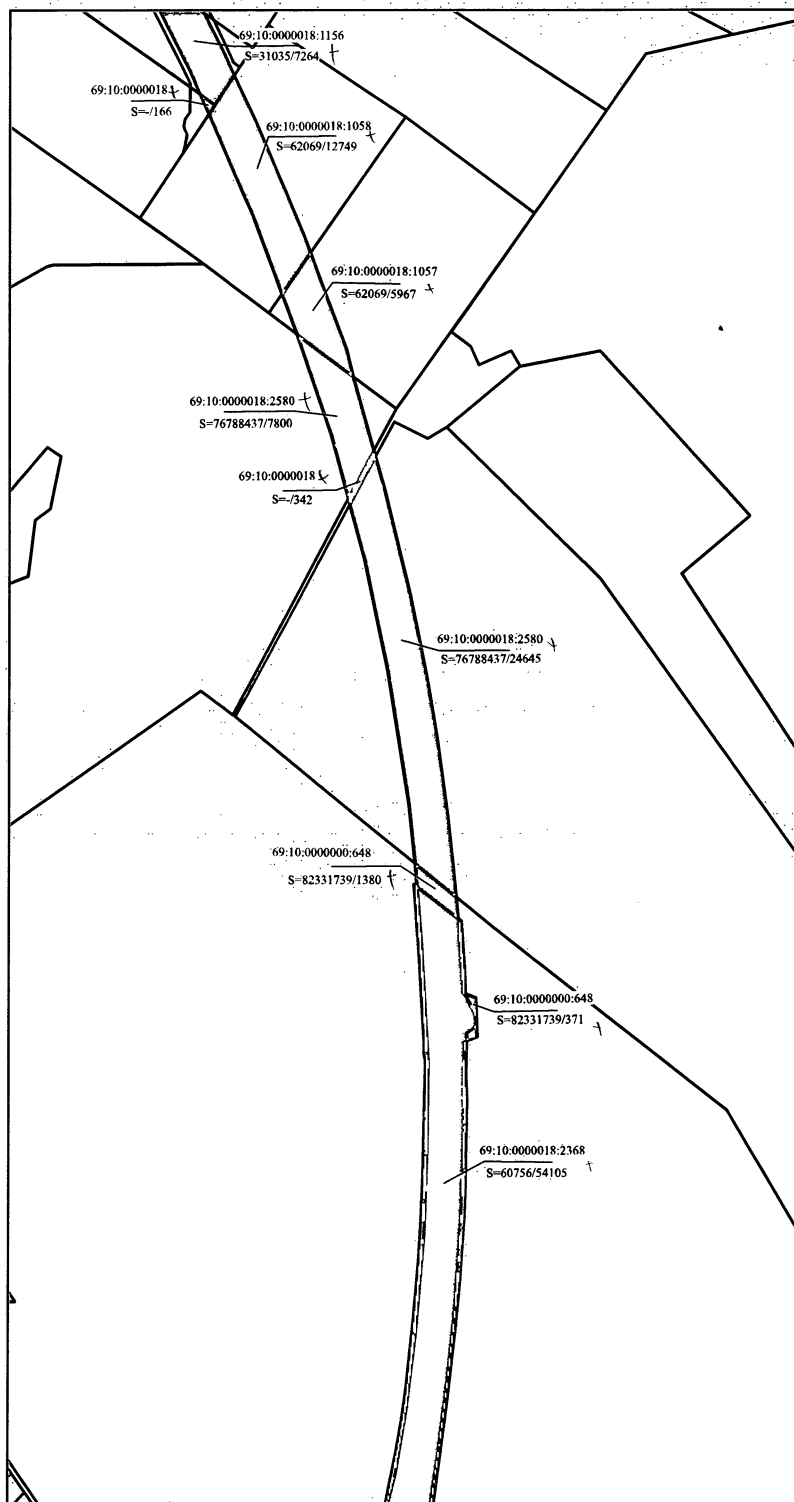 69:10:0000018:1156
S=31035/7264
69:10:0000018
S=-/166
69:10:0000018:1058
S=62069/12749
69:10:0000018:1057
S=62069/5967
69:10:0000018:2580
S=76788437/7800
69:10:0000018
S=-/342
69:10:0000018:2580
S=76788437/24645
69:10:0000000:648
S=82331739/1380
69:10:0000000:648
S=82331739/371
69:10:0000018:2368
S=60756/54105